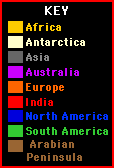 KEY
Africa
Antarctica
Asia
Australia
Europe
India
North America
South America
Arabian
Peninsula